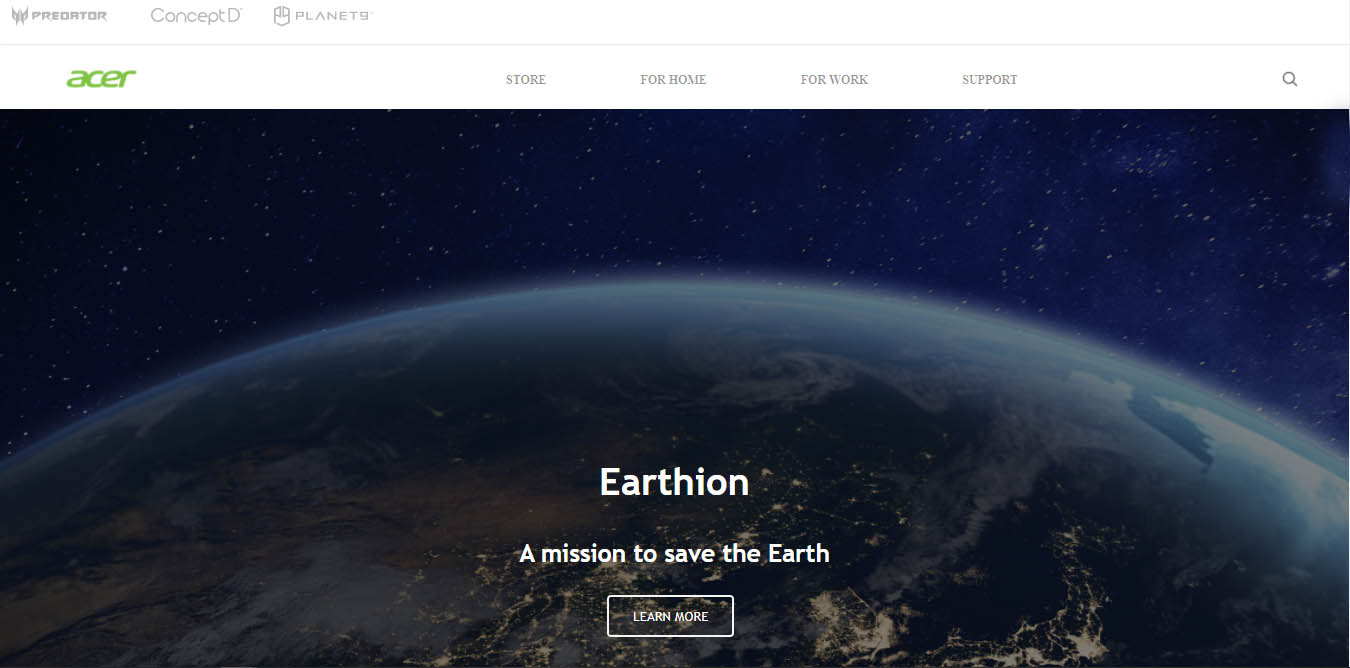 PREDATOR ConceptD PLANET9
acer STORE FOR HOME FOR WORK SUPPORT
Earthion
A mission to save the Earth
LEARN MORE